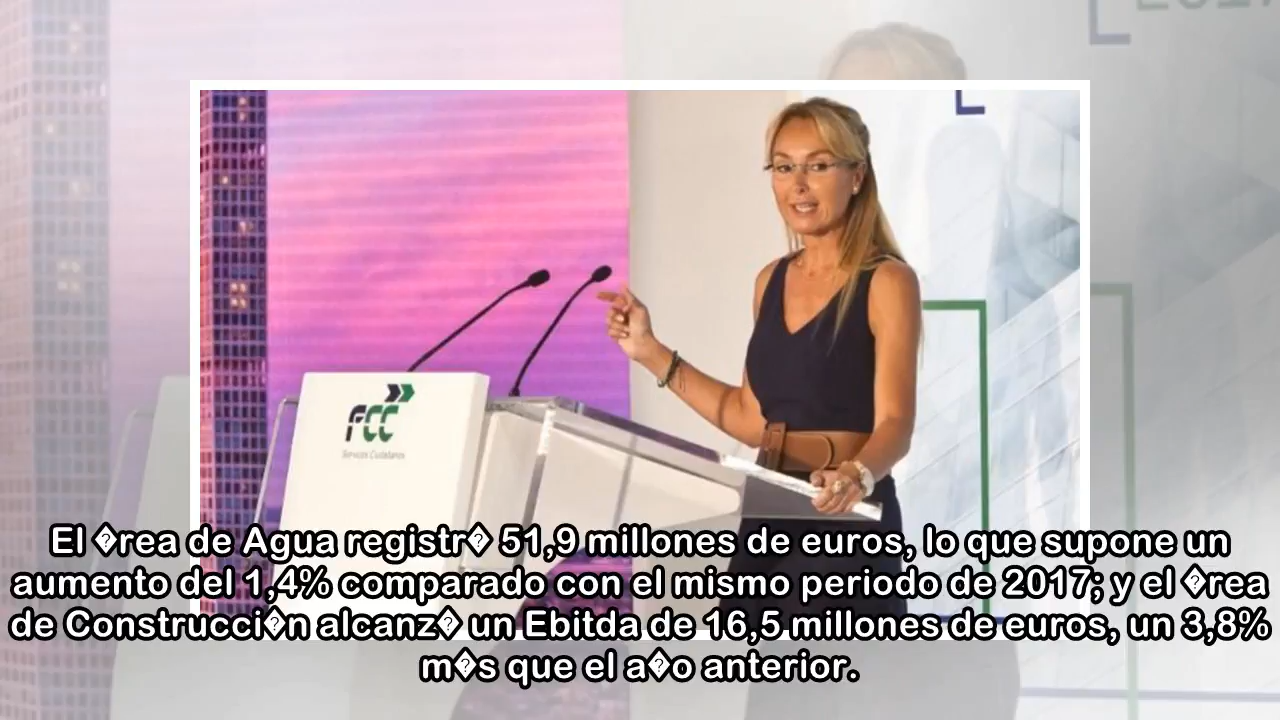 FCC
Servicios Ciudadanos
El �rea de Agua registr� 51,9 millones de euros, lo que supone un
aumento del 1,4% comparado con el mismo periodo de 2017; y el �rea
de Construcci�n alcanz� un Ebitda de 16,5 millones de euros, un 3,8%
m�s que el a�o anterior.